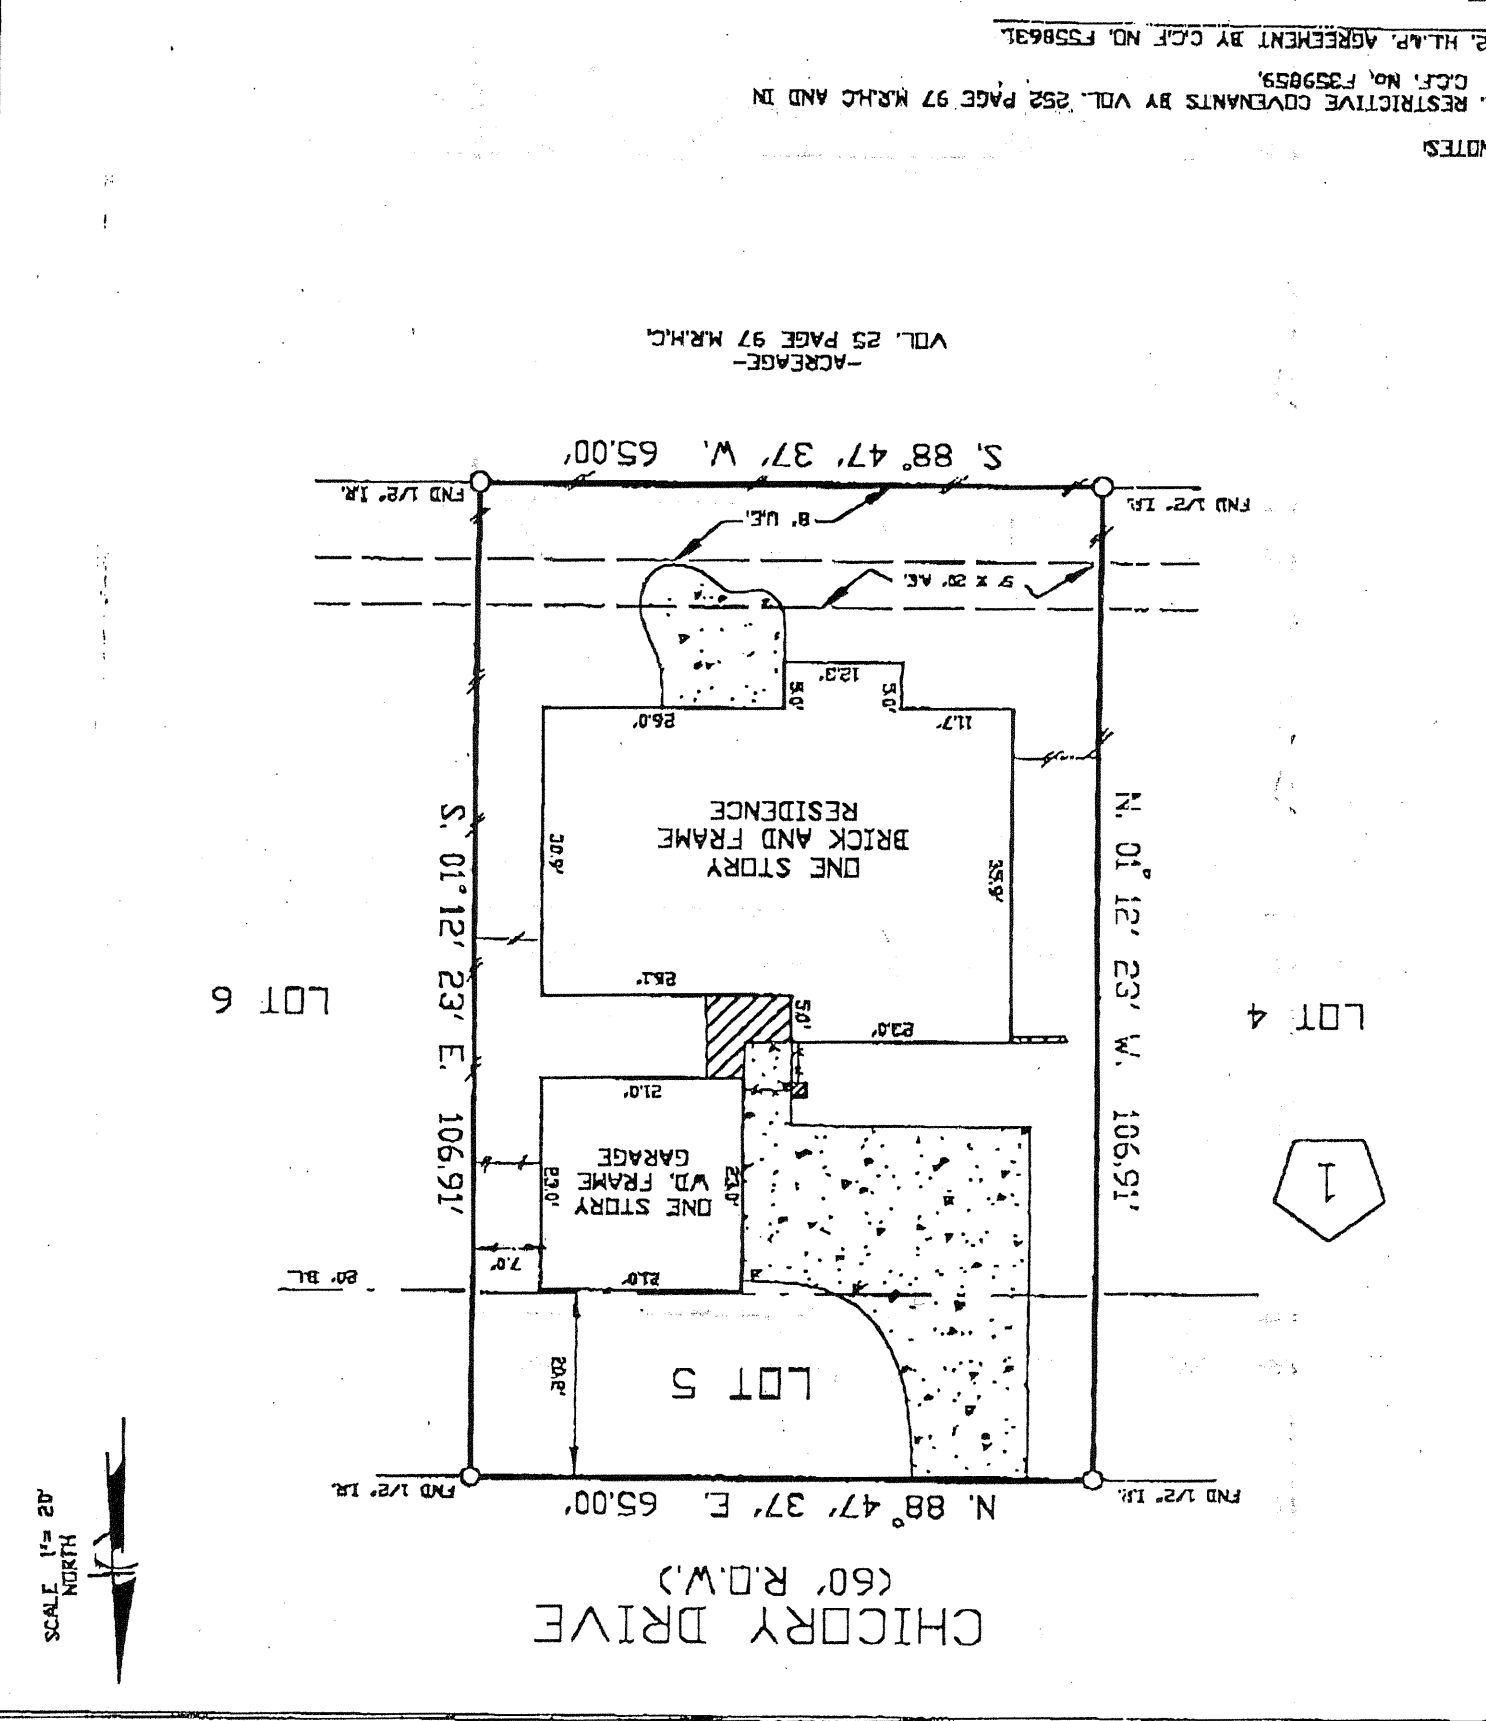 CHICORY DRIVE
(60' R.O.W.)
N. 88° 47' 37" E. 65.00'
FND 1/2" I.R.
FND 1/2" I.R.
SCALE 1"= 20'
NORTH
LOT 5
20.2'
20' B.L.
21.0'
7.0'
ONE STORY
WD. FRAME
GARAGE
23.0'
23.0'
21.0'
1
N. 01° 12' 23" W. 106.91'
S. 01° 12' 23" E. 106.91'
LOT 4
LOT 6
23.0'
5.0'
26.1'
ONE STORY
BRICK AND FRAME
RESIDENCE
35.9'
30.9'
11.7'
5.0'
12.3'
5.0'
26.0'
5' X 20' A.E.
8' U.E.
FND 1/2" I.R.
FND 1/2" I.R.
S. 88° 47' 37" W. 65.00'
-ACREAGE-
VOL. 25 PAGE 97 M.R.H.C.
NOTES:
RESTRICTIVE COVENANTS BY VOL. 252, PAGE 97 M.R.H.C AND IN
C.C.F. No. F359859.
2. H.L.&P. AGREEMENT BY C.C.F NO. F558631.